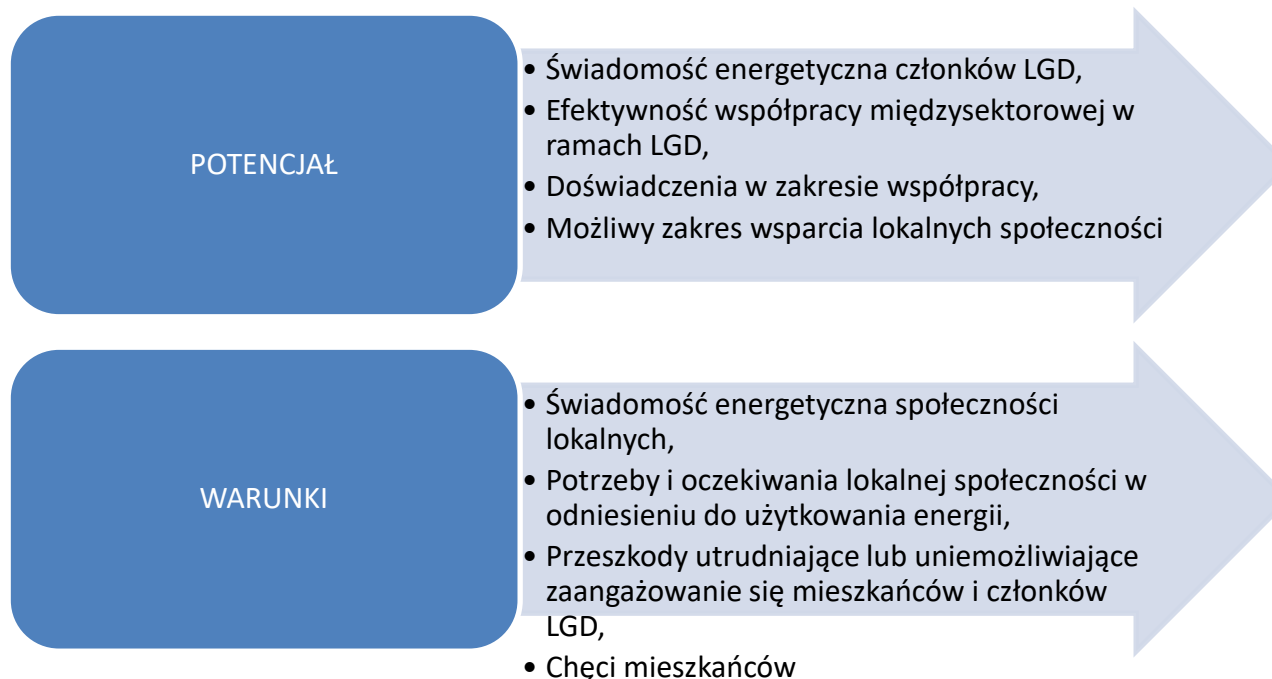 POTENCJAŁ
• Świadomość energetyczna członków LGD,
• Efektywność współpracy międzysektorowej w
ramach LGD,
• Doświadczenia w zakresie współpracy,
• Możliwy zakres wsparcia lokalnych społeczności
WARUNKI
• Świadomość energetyczna społeczności
lokalnych,
• Potrzeby i oczekiwania lokalnej społeczności w
odniesieniu do użytkowania energii,
• Przeszkody utrudniające lub uniemożliwiające
zaangażowanie się mieszkańców i członków
LGD,
• Chęci mieszkańców